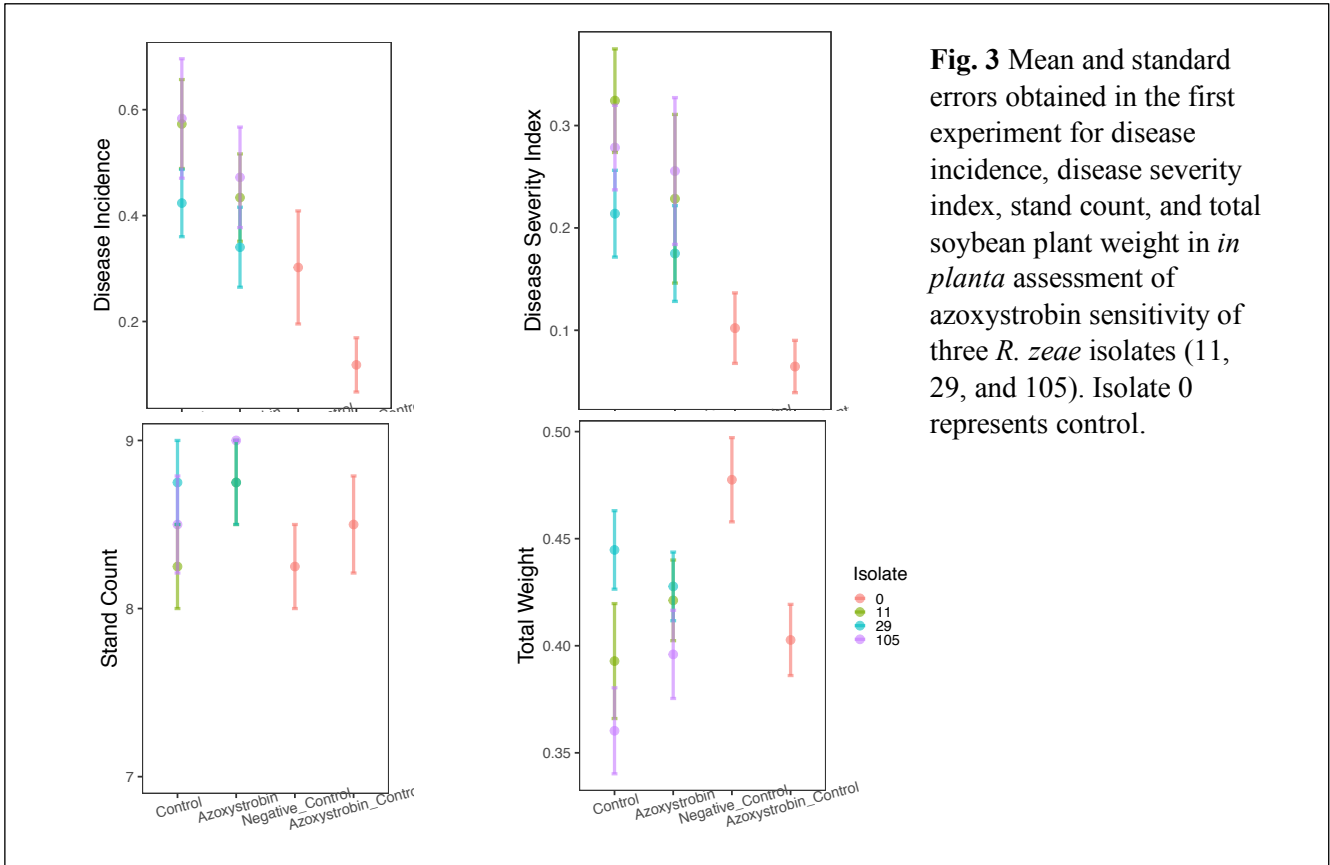 Disease Incidence
0.6
0.4
0.2
Disease Severity Index
0.3
0.2
0.1
Fig. 3 Mean and standard
errors obtained in the first
experiment for disease
incidence, disease severity
index, stand count, and total
soybean plant weight in in
planta assessment of
azoxystrobin sensitivity of
three R. zeae isolates (11,
29, and 105). Isolate 0
represents control.
Stand Count
9
8
7
Control
Azoxystrobin
Negative_Control
Azoxystrobin_Control
Total Weight
0.50
0.45
0.40
0.35
Control
Azoxystrobin
Negative_Control
Azoxystrobin_Control
Isolate
0
11
29
105